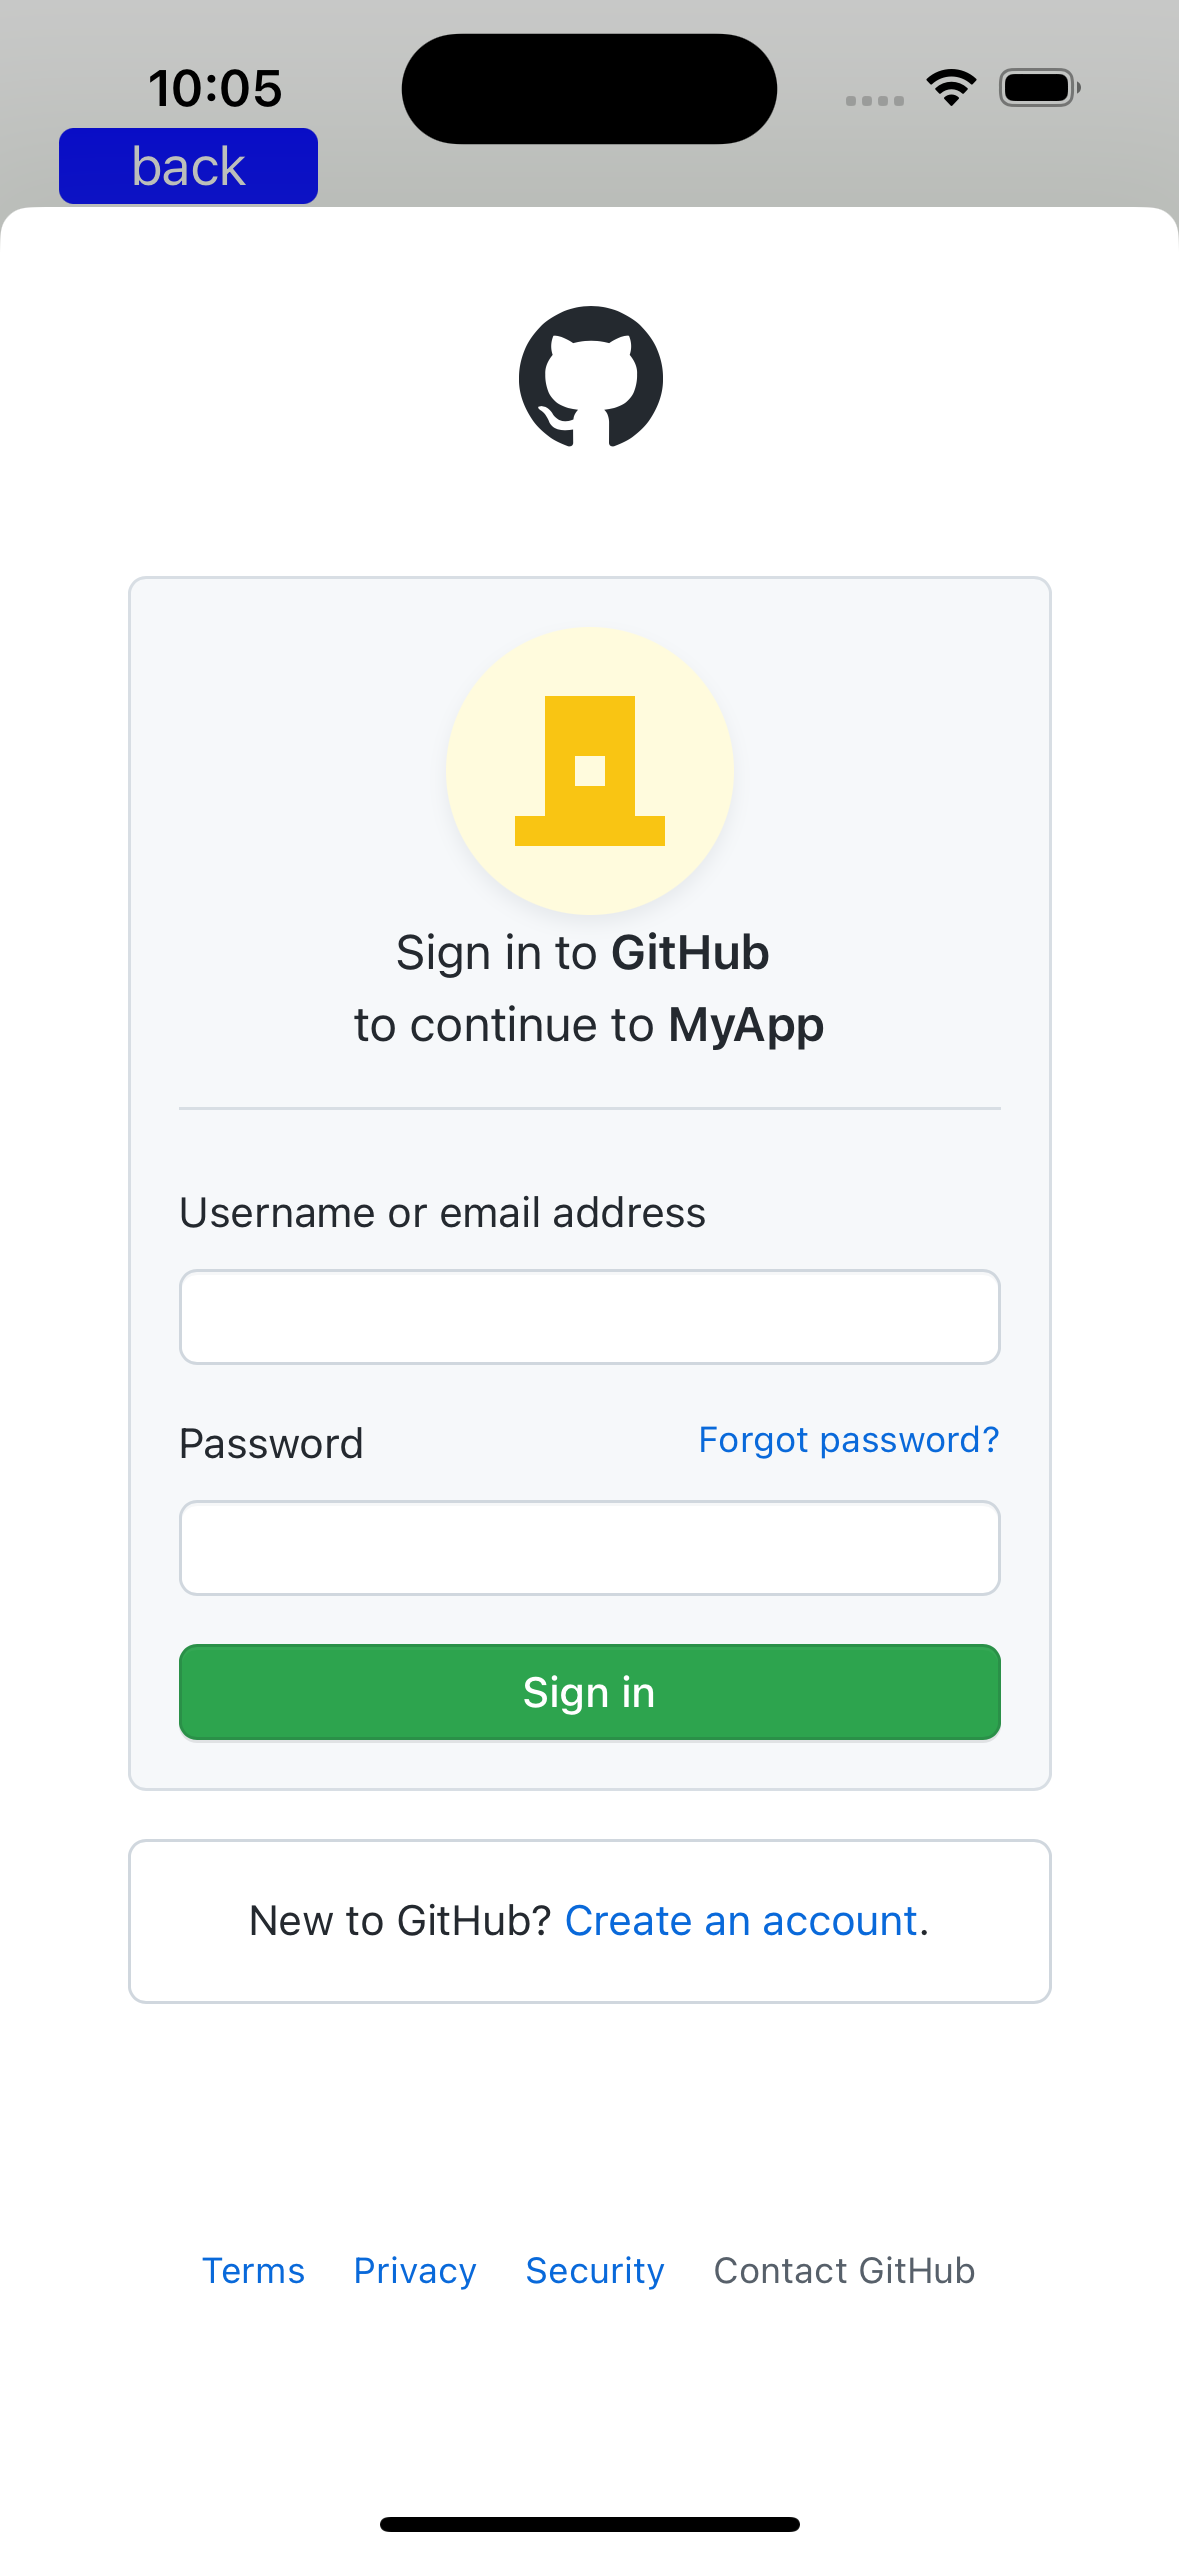 10:05
back
Sign in to GitHub
to continue to MyApp
Username or email address
Password
Forgot password?
Sign in
New to GitHub? Create an account.
Terms Privacy Security Contact GitHub